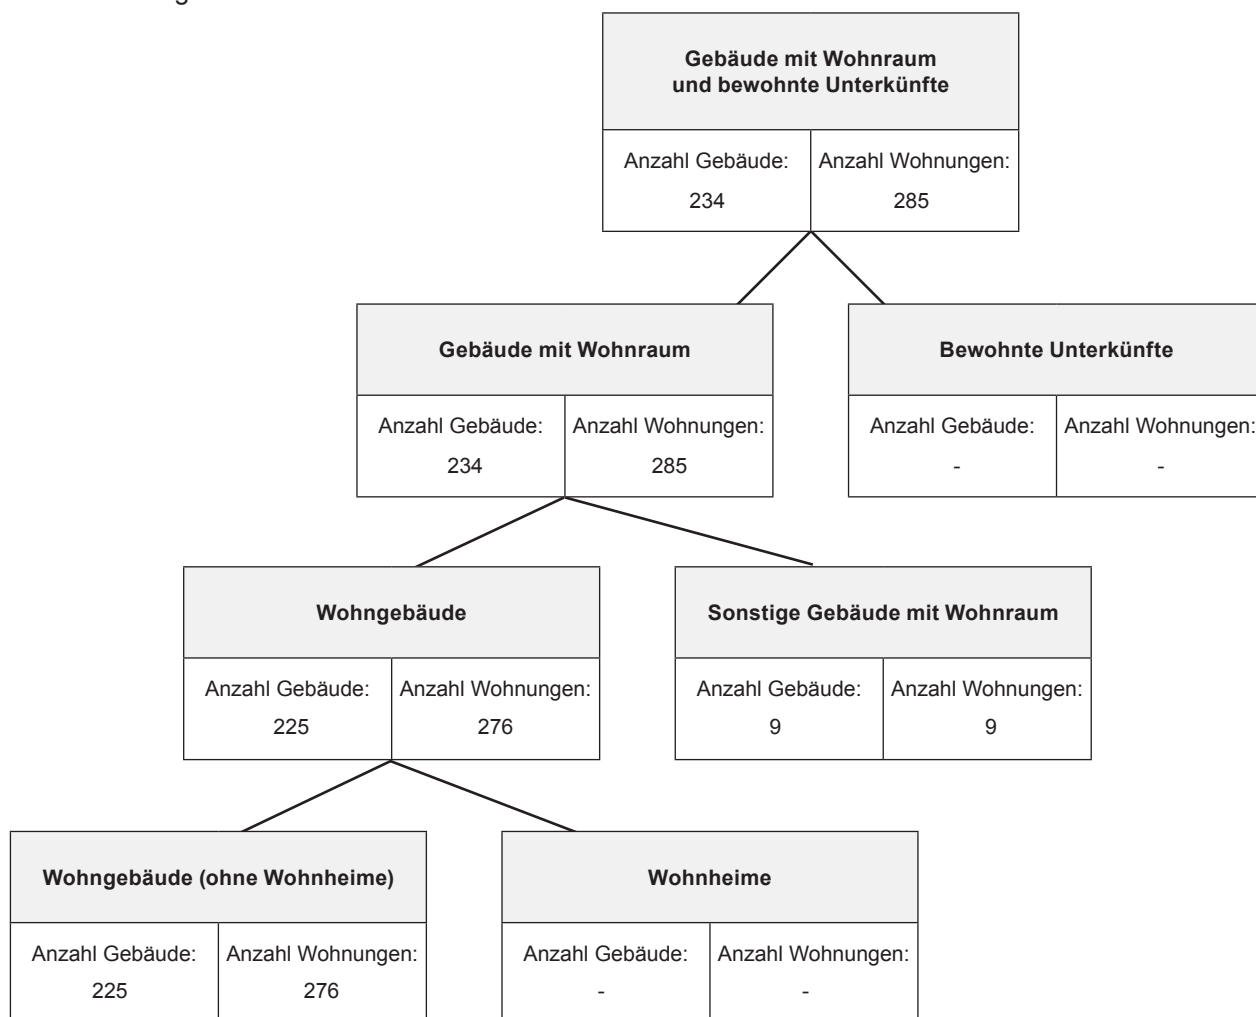 Gebäude mit Wohnraum
und bewohnte Unterkünfte
Anzahl Gebäude: Anzahl Wohnungen:
234 285
Gebäude mit Wohnraum
Bewohnte Unterkünfte
Anzahl Gebäude: Anzahl Wohnungen:
234 285
Anzahl Gebäude: Anzahl Wohnungen:
- -
Wohngebäude
Sonstige Gebäude mit Wohnraum
Anzahl Gebäude: Anzahl Wohnungen:
225 276
Anzahl Gebäude: Anzahl Wohnungen:
9 9
Wohngebäude (ohne Wohnheime)
Wohnheime
Anzahl Gebäude: Anzahl Wohnungen:
225 276
Anzahl Gebäude: Anzahl Wohnungen:
- -